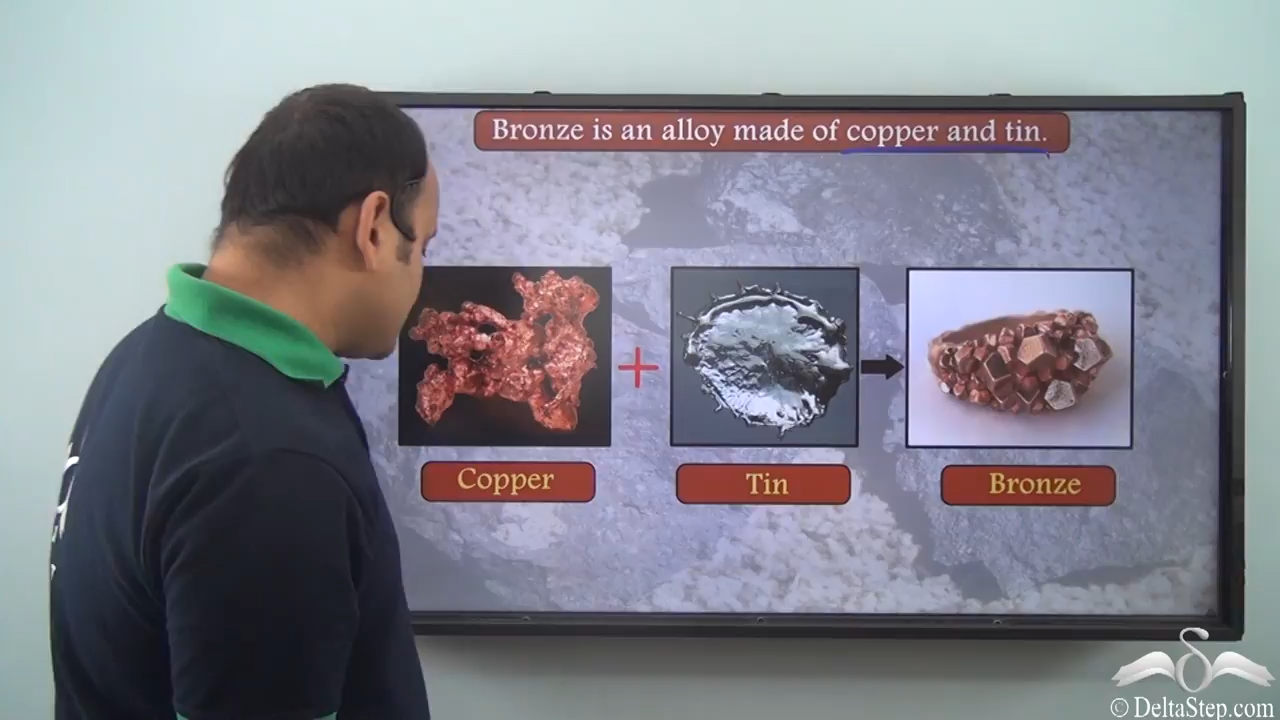 Bronze is an alloy made of copper and tin.
Copper
Tin
Bronze
© DeltaStep.com